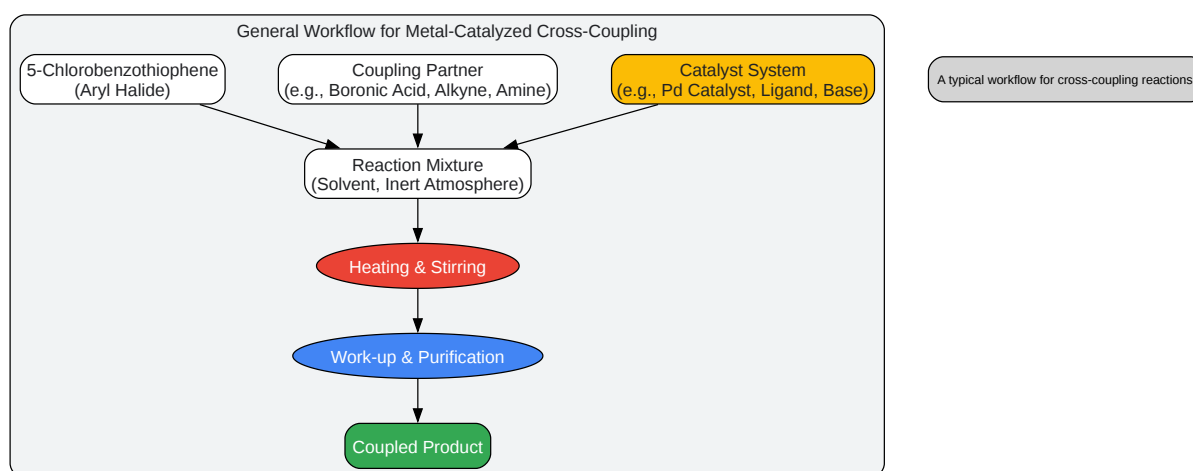 General Workflow for Metal-Catalyzed Cross-Coupling
5-Chlorobenzothiophene
(Aryl Halide)
Coupling Partner
(e.g., Boronic Acid, Alkyne, Amine)
Catalyst System
(e.g., Pd Catalyst, Ligand, Base)
A typical workflow for cross-coupling reactions
Reaction Mixture
(Solvent, Inert Atmosphere)
Heating & Stirring
Work-up & Purification
Coupled Product